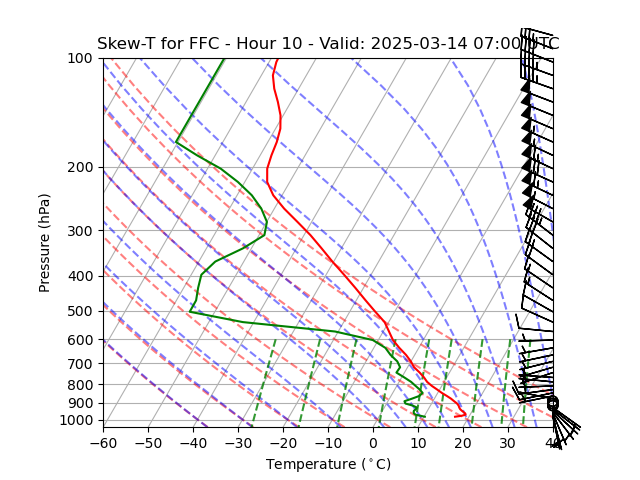 Skew-T for FFC - Hour 10 - Valid: 2025-03-14 07:00 UTC
100
200
300
400
500
600
700
800
900
1000
Pressure (hPa)
−60 −50 −40 −30 −20 −10 0 10 20 30 40
Temperature (°C)